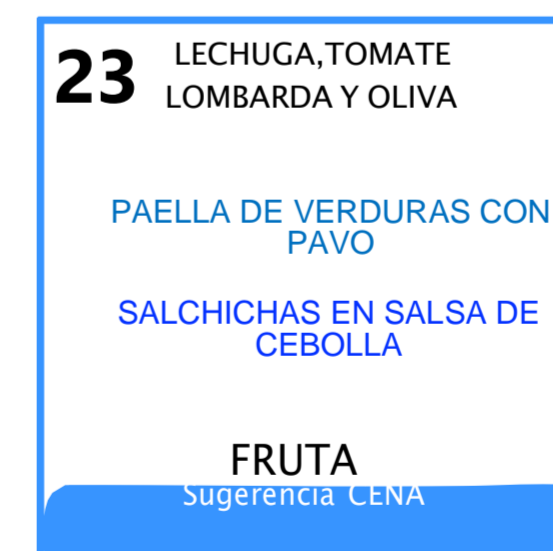 23
LECHUGA,TOMATE
LOMBARDA Y OLIVA
PAELLA DE VERDURAS CON
PAVO
SALCHICHAS EN SALSA DE
CEBOLLA
FRUTA
Sugerencia CENA